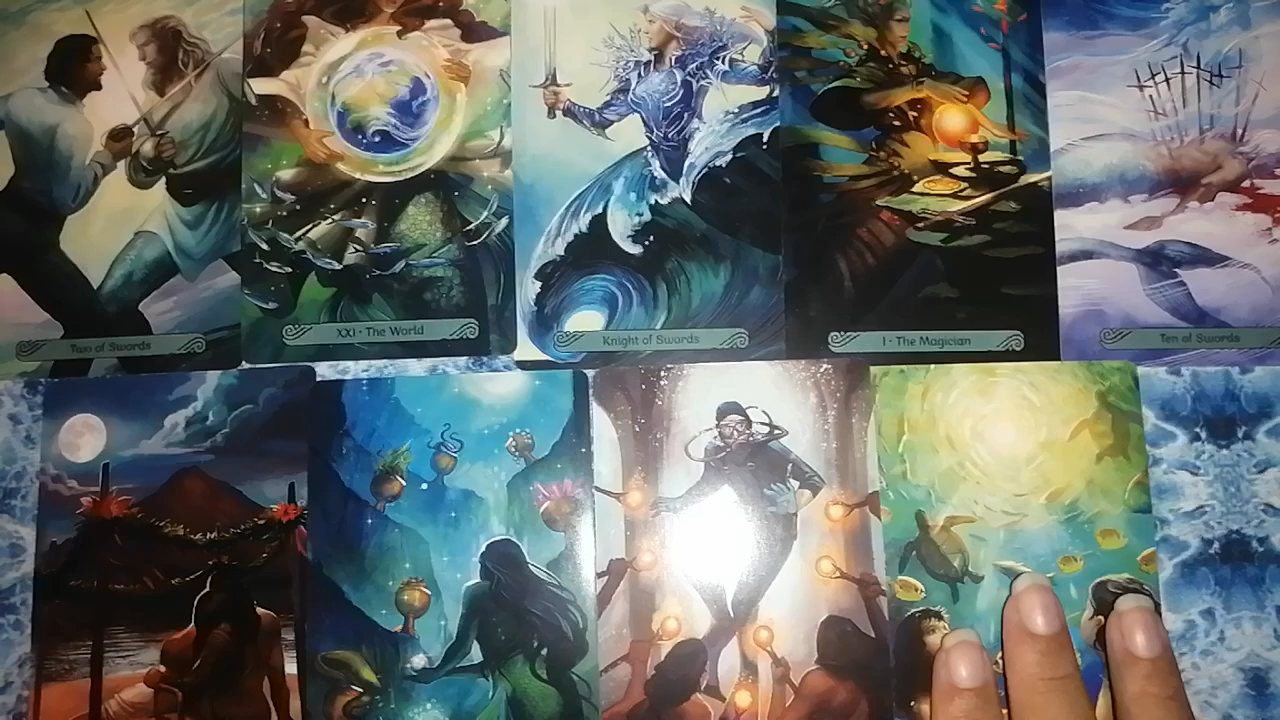 Two of Swords
XXI • The World
Knight of Swords
I • The Magician
Ten of Swords